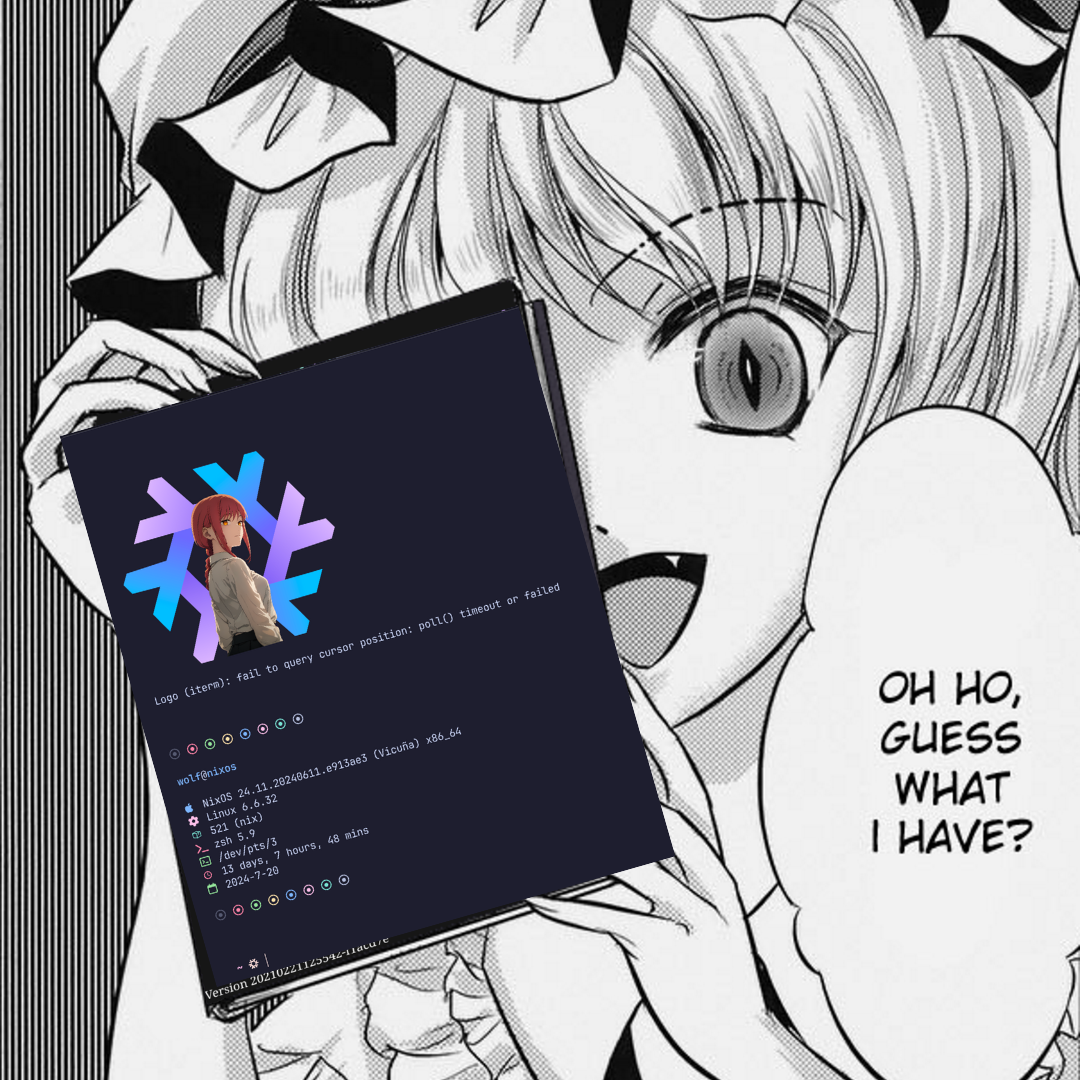 Logo (iterm): fail to query cursor position: poll() timeout or failed
wolf@nixos
NixOS 24.11.20240611.e913ae3 (Vicuña) x86_64
Linux 6.6.32
521 (nix)
zsh 5.9
/dev/pts/3
13 days, 7 hours, 48 mins
2024-7-20
~
Version
OH HO,
GUESS
WHAT
I HAVE?